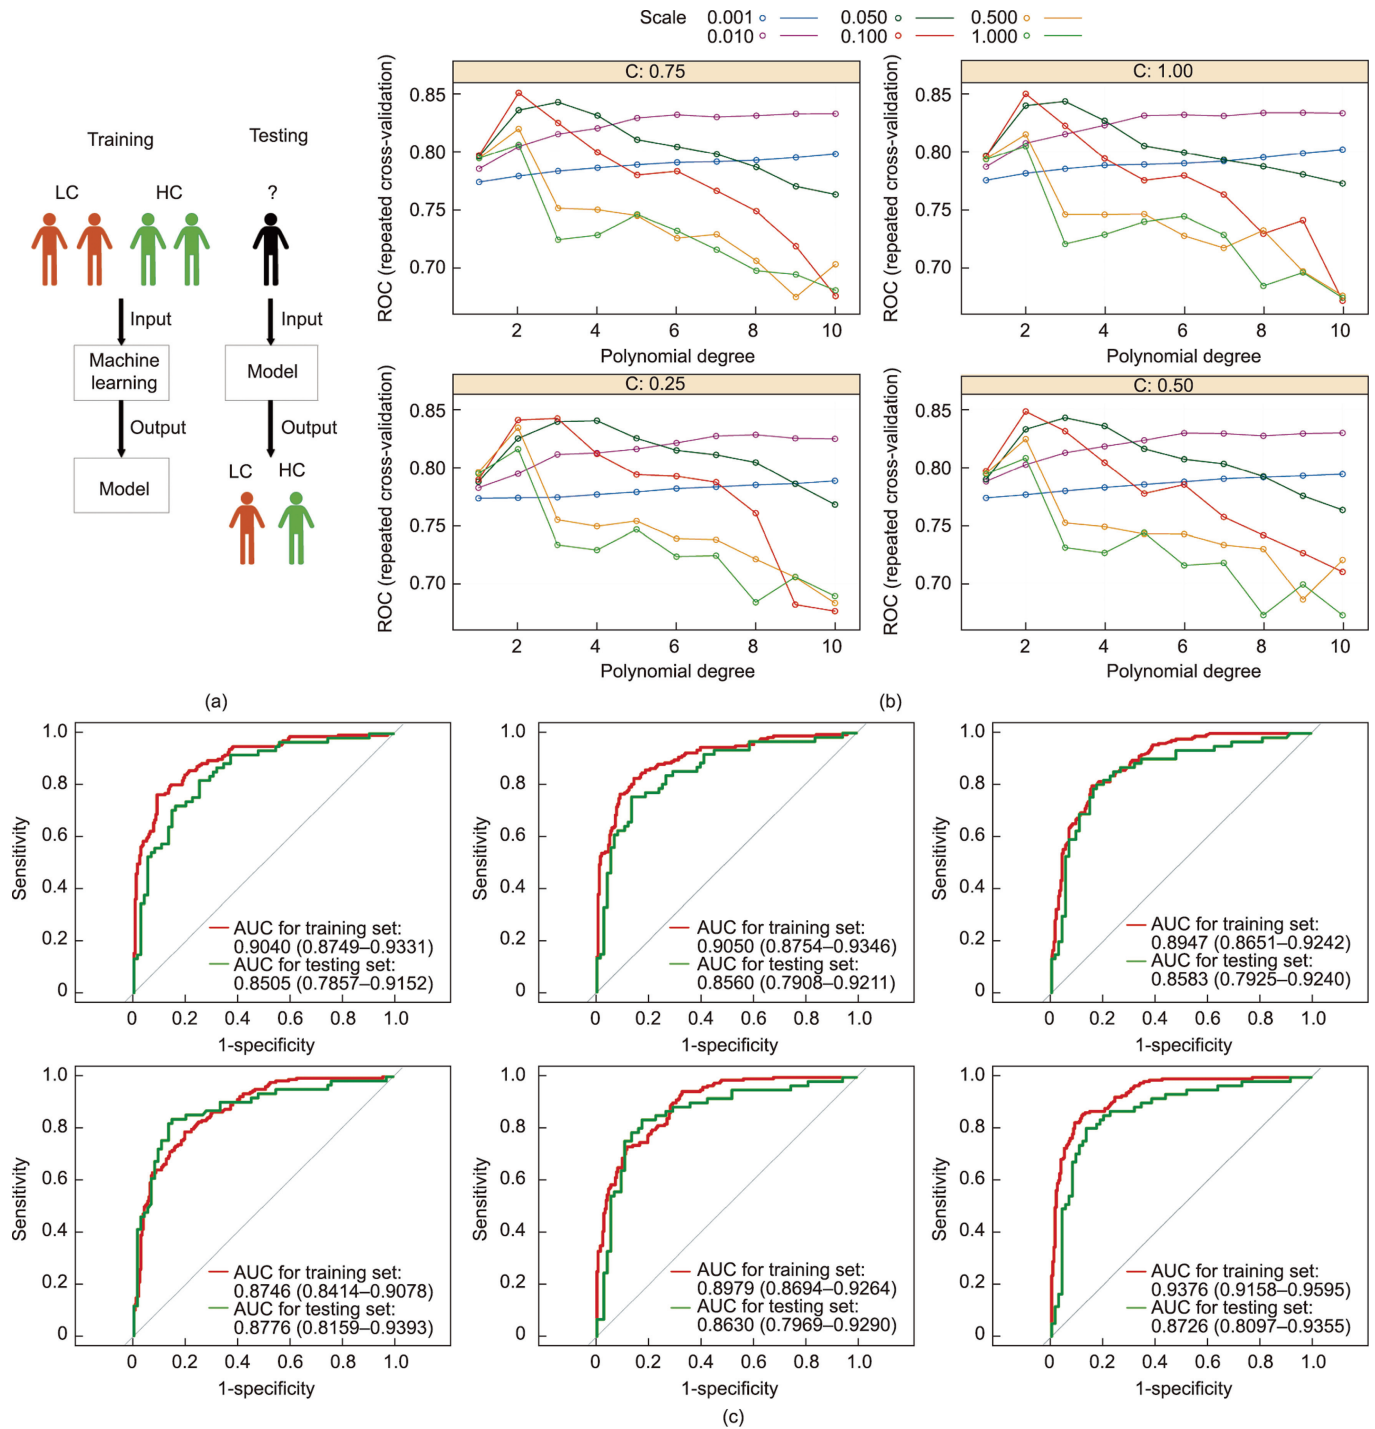 Scale 0.001 0.050 0.500
0.010 0.100 1.000
Training
Testing
LC HC ?
Input Input
Machine
learning
Model
Output Output
Model
LC HC
(a)
C: 0.75
ROC (repeated cross-validation)
0.85
0.80
0.75
0.70
2 4 6 8 10
Polynomial degree
C: 1.00
ROC (repeated cross-validation)
0.85
0.80
0.75
0.70
2 4 6 8 10
Polynomial degree
C: 0.25
ROC (repeated cross-validation)
0.85
0.80
0.75
0.70
2 4 6 8 10
Polynomial degree
C: 0.50
ROC (repeated cross-validation)
0.85
0.80
0.75
0.70
2 4 6 8 10
Polynomial degree
(b)
Sensitivity
1.0
0.8
0.6
0.4
0.2
0
AUC for training set:
0.9040 (0.8749–0.9331)
AUC for testing set:
0.8505 (0.7857–0.9152)
0 0.2 0.4 0.6 0.8 1.0
1-specificity
Sensitivity
1.0
0.8
0.6
0.4
0.2
0
AUC for training set:
0.9050 (0.8754–0.9346)
AUC for testing set:
0.8560 (0.7908–0.9211)
0 0.2 0.4 0.6 0.8 1.0
1-specificity
Sensitivity
1.0
0.8
0.6
0.4
0.2
0
AUC for training set:
0.8947 (0.8651–0.9242)
AUC for testing set:
0.8583 (0.7925–0.9240)
0 0.2 0.4 0.6 0.8 1.0
1-specificity
Sensitivity
1.0
0.8
0.6
0.4
0.2
0
AUC for training set:
0.8746 (0.8414–0.9078)
AUC for testing set:
0.8776 (0.8159–0.9393)
0 0.2 0.4 0.6 0.8 1.0
1-specificity
Sensitivity
1.0
0.8
0.6
0.4
0.2
0
AUC for training set:
0.8979 (0.8694–0.9264)
AUC for testing set:
0.8630 (0.7969–0.9290)
0 0.2 0.4 0.6 0.8 1.0
1-specificity
Sensitivity
1.0
0.8
0.6
0.4
0.2
0
AUC for training set:
0.9376 (0.9158–0.9595)
AUC for testing set:
0.8726 (0.8097–0.9355)
0 0.2 0.4 0.6 0.8 1.0
1-specificity
(c)